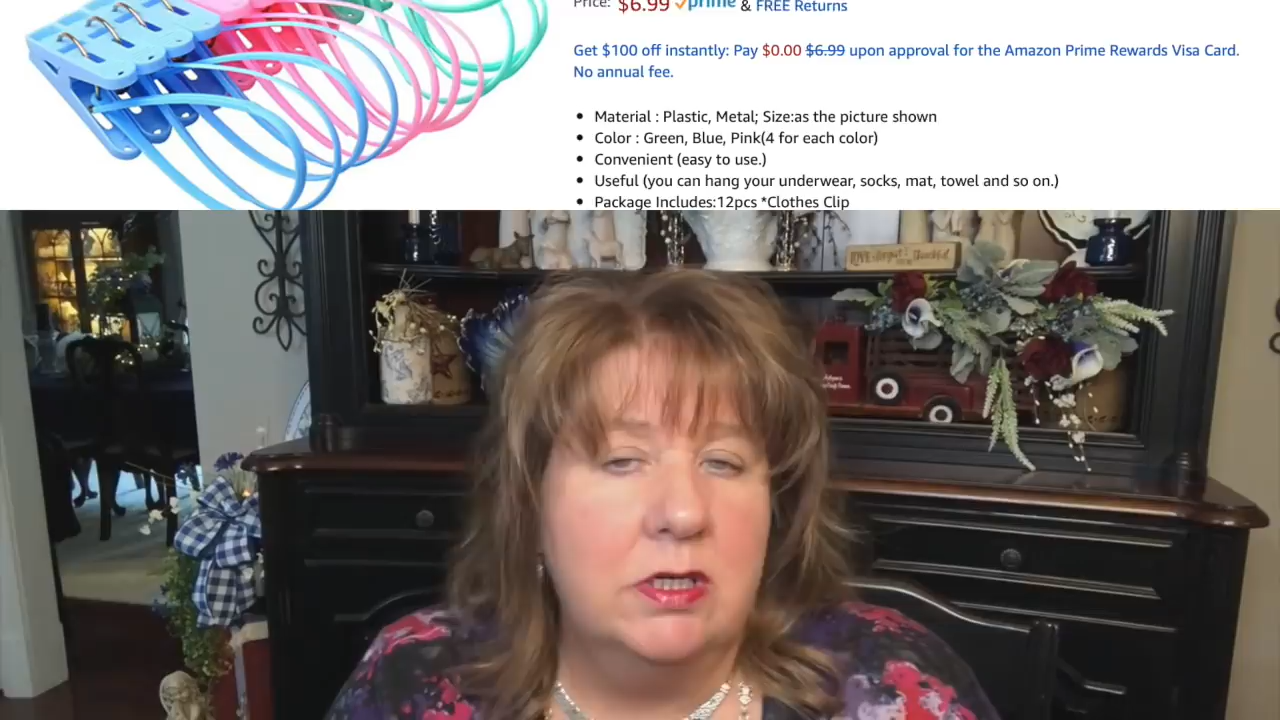 Price: $6.99 prime & FREE Returns
Get $100 off instantly: Pay $0.00 $6.99 upon approval for the Amazon Prime Rewards Visa Card.
No annual fee.
• Material : Plastic, Metal; Size:as the picture shown
• Color : Green, Blue, Pink(4 for each color)
• Convenient (easy to use.)
• Useful (you can hang your underwear, socks, mat, towel and so on.)
• Package Includes:12pcs *Clothes Clip